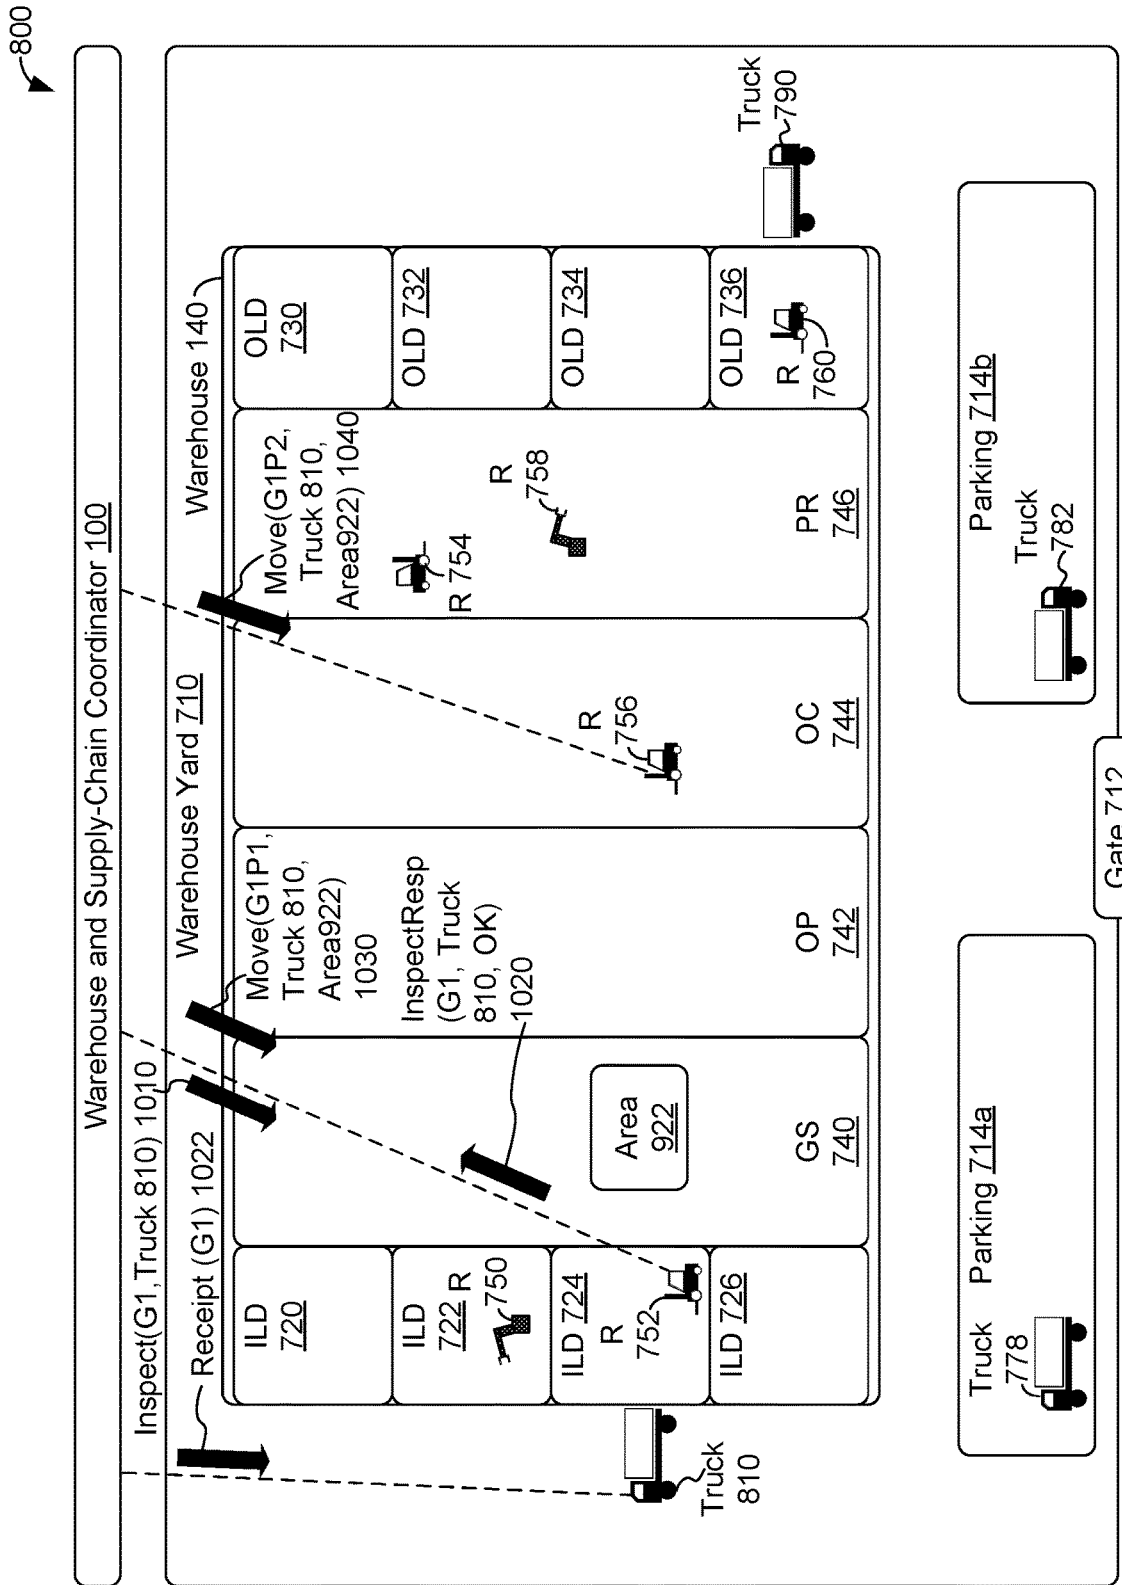 800
Warehouse and Supply-Chain Coordinator 100
Inspect(G1,Truck 810) 1010
Receipt (G1) 1022
Warehouse Yard 710
Warehouse 140
ILD
720
ILD
722
R
750
ILD 724
R
752
ILD 726
Move(G1P1,
Truck 810,
Area922)
1030
InspectResp
(G1, Truck
810, OK)
1020
Area
922
GS
740
OP
742
R
756
OC
744
Move(G1P2,
Truck 810,
Area922) 1040
R 754
R
758
PR
746
OLD
730
OLD 732
OLD 734
OLD 736
R
760
Truck
810
Truck
790
Truck
778
Parking 714a
Gate 712
Parking 714b
Truck
782